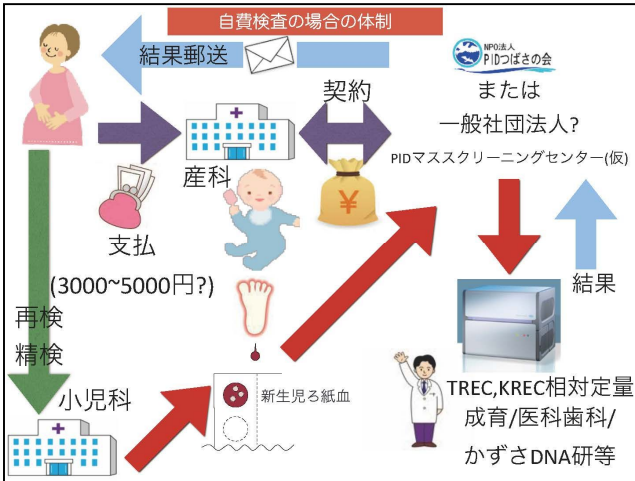 自費検査の場合の体制
結果郵送
NPO法人
PIDつばさの会
または
一般社団法人?
PIDマススクリーニングセンター(仮)
契約
産科
¥
支払
(3000~5000円?)
再検
精検
小児科
新生児ろ紙血
結果
TREC,KREC相対定量
成育/医科歯科/
かずさDNA研等